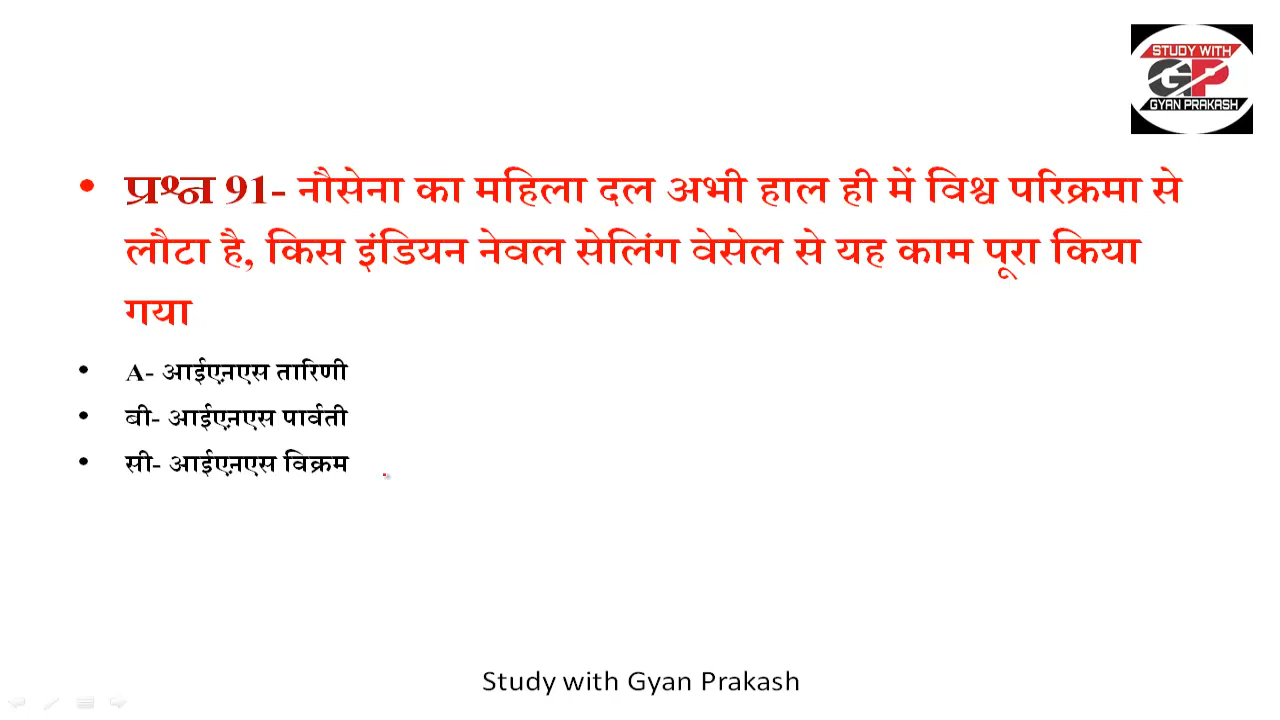 STUDY WITH
GP
GYAN PRAKASH
• प्रश्न 91- नौसेना का महिला दल अभी हाल ही में विश्व परिक्रमा से
लौटा है, किस इंडियन नेवल सेलिंग वेसेल से यह काम पूरा किया
गया
• A- आईएनएस तारिणी
• बी- आईएनएस पार्वती
• सी- आईएनएस विक्रम
Study with Gyan Prakash